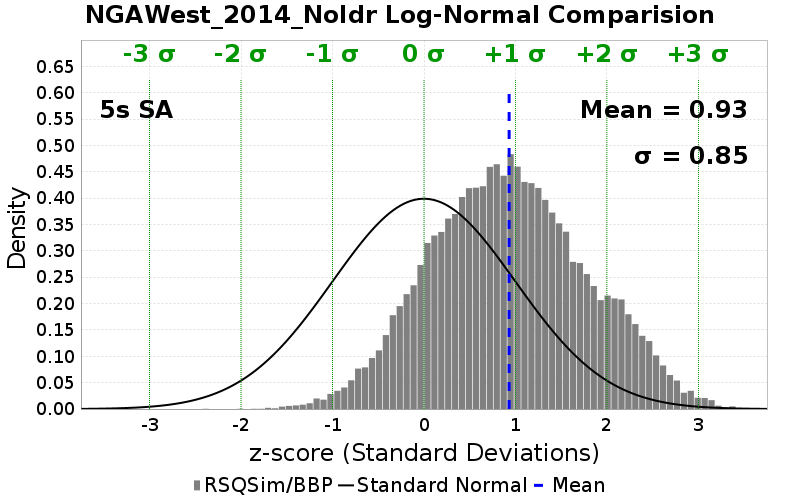 NGAWest_2014_NoIdr Log-Normal Comparision
-3 σ -2 σ -1 σ 0 σ +1 σ +2 σ +3 σ
5s SA
Mean = 0.93
σ = 0.85
Density
0.65
0.60
0.55
0.50
0.45
0.40
0.35
0.30
0.25
0.20
0.15
0.10
0.05
0.00
-3 -2 -1 0 1 2 3
z-score (Standard Deviations)
RSQSim/BBP Standard Normal Mean